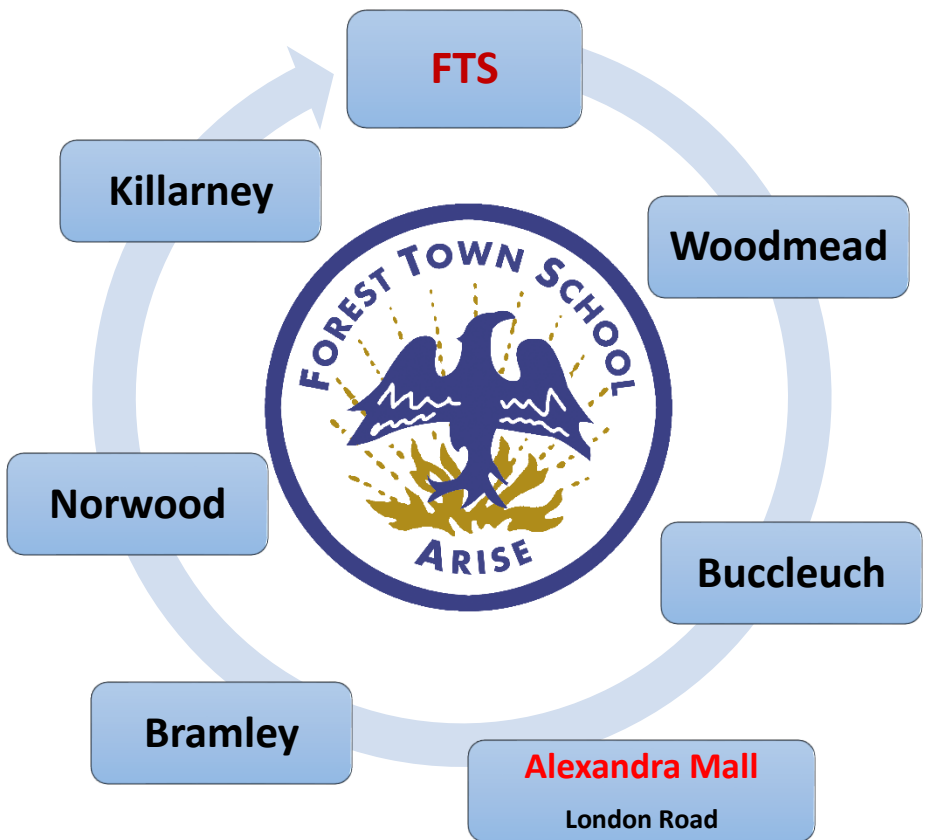 FTS
Killarney
Woodmead
FOREST TOWN SCHOOL
Norwood
ARISE
Buccleuch
Bramley
Alexandra Mall
London Road